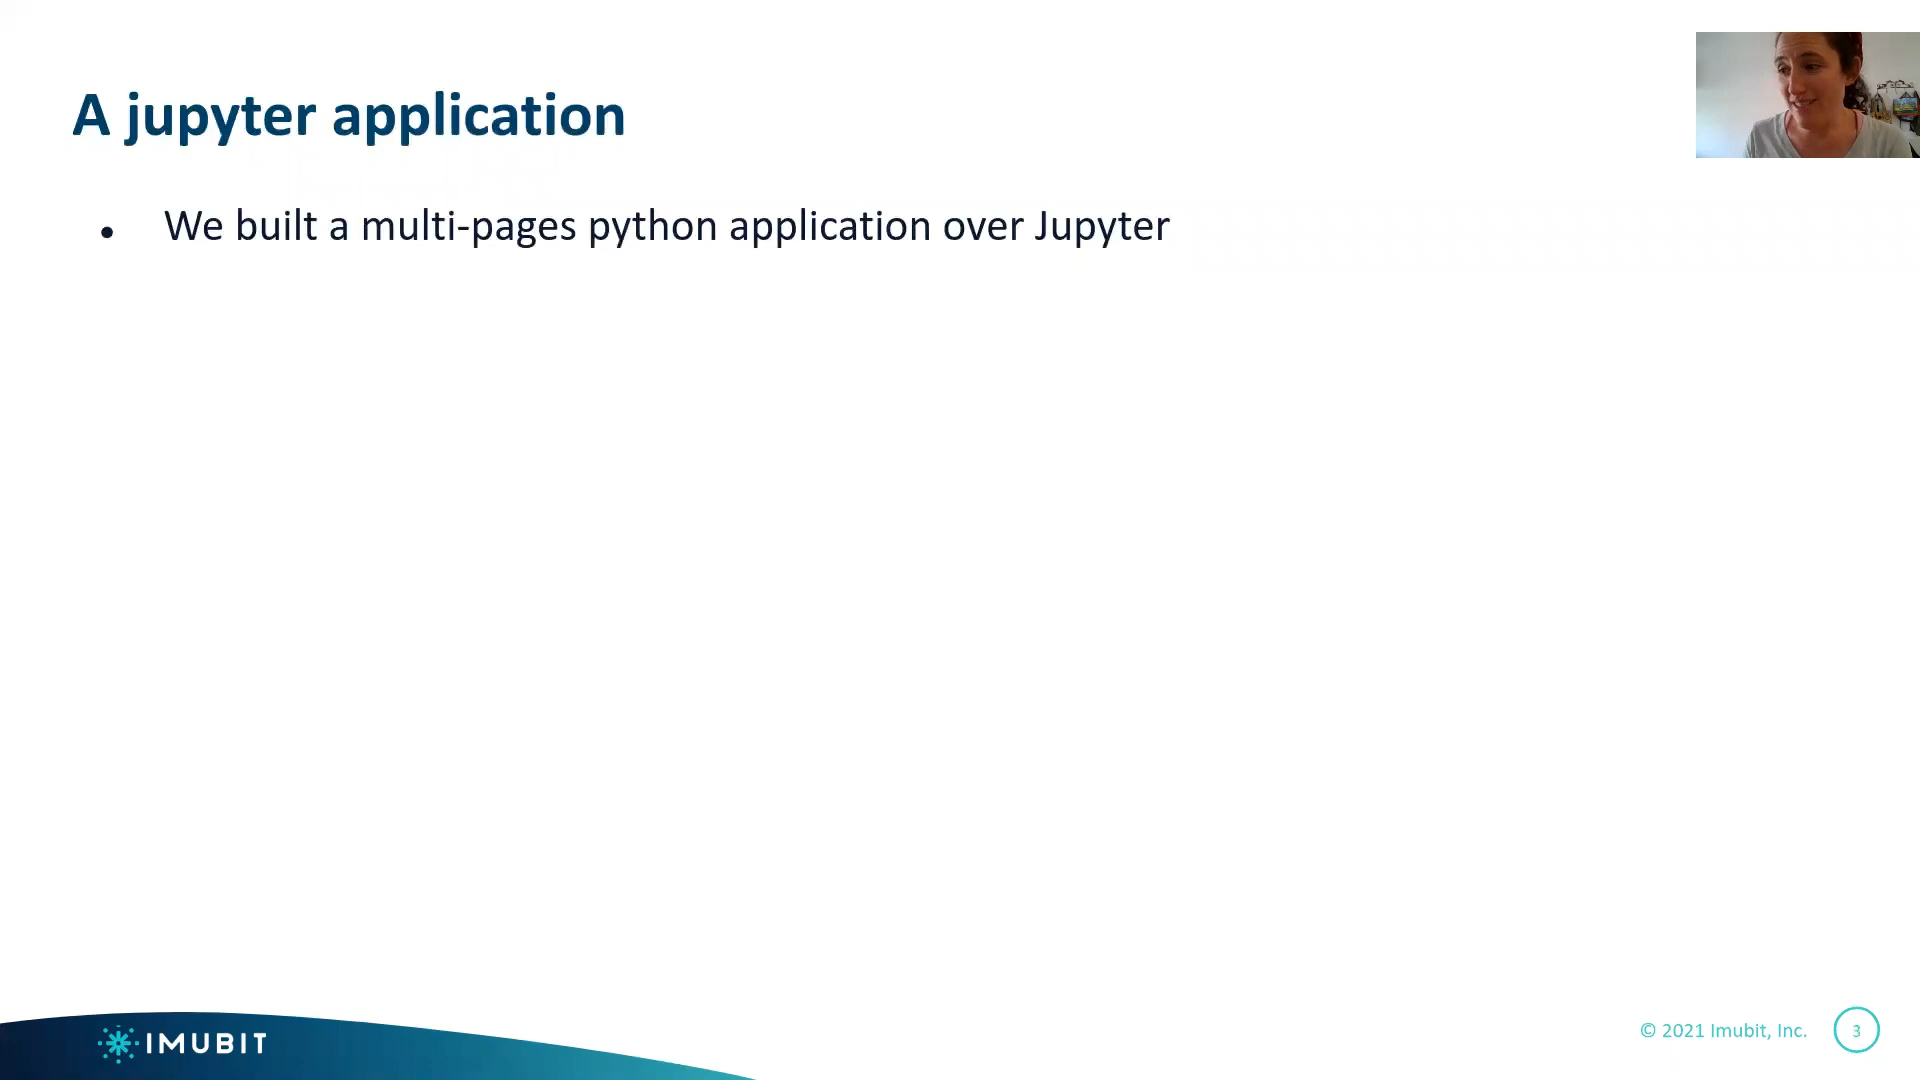 A jupyter application
• We built a multi-pages python application over Jupyter
IMUBIT
© 2021 Imubit, Inc.
3